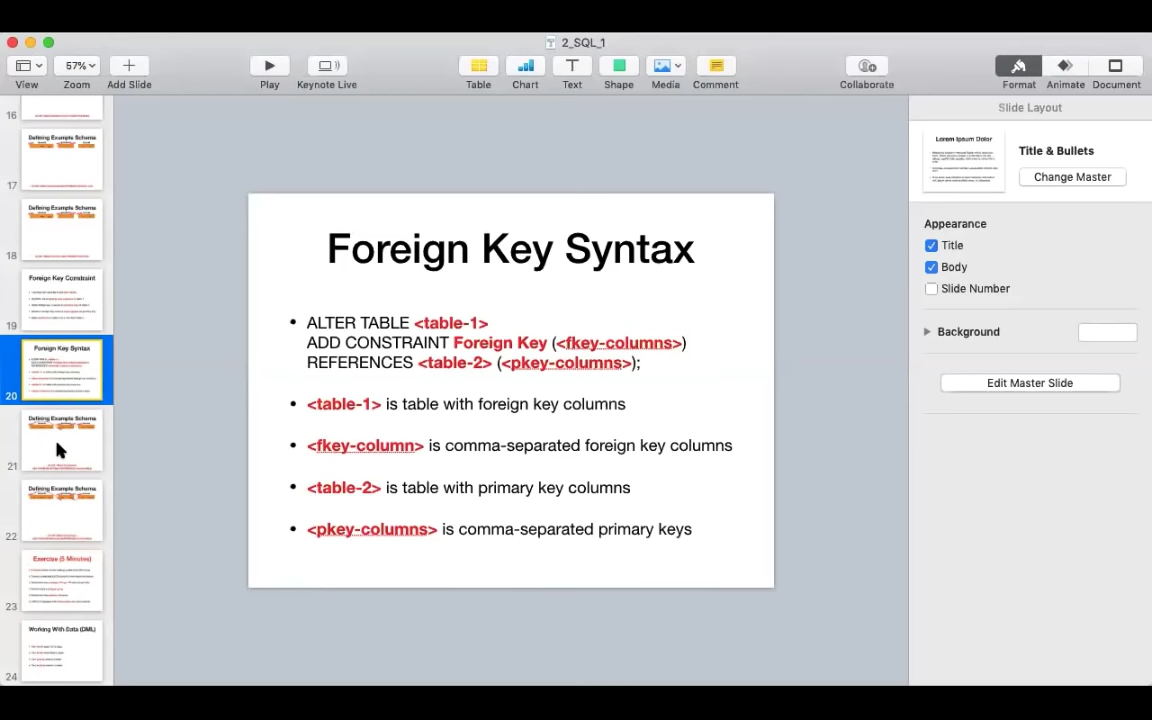 2_SQL_1
57%
View
Zoom
Add Slide
Play
Keynote Live
Table
Chart
Text
Shape
Media
Comment
Collaborate
Format
Animate
Document
16
Defining Example Schema
17
Defining Example Schema
18
Foreign Key Constraint
19
Foreign Key Syntax
20
Defining Example Schema
21
Defining Example Schema
22
Exercise (5 Minutes)
23
Working With Data (DML)
24
Foreign Key Syntax
• ALTER TABLE <table-1>
ADD CONSTRAINT Foreign Key (<fkey-columns>)
REFERENCES <table-2> (<pkey-columns>);
• <table-1> is table with foreign key columns
• <fkey-column> is comma-separated foreign key columns
• <table-2> is table with primary key columns
• <pkey-columns> is comma-separated primary keys
Slide Layout
Lorem Ipsum Dolor
Title & Bullets
Change Master
Appearance
Title
Body
Slide Number
Background
Edit Master Slide